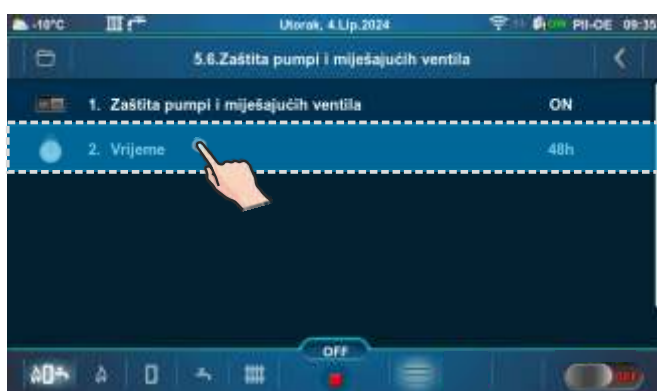 -10°C Utorak, 4.Lip.2024 PII-OE 09:35
5.6.Zaštita pumpi i miješajućih ventila
1. Zaštita pumpi i miješajućih ventila ON
2. Vrijeme 48h
OFF
OFF